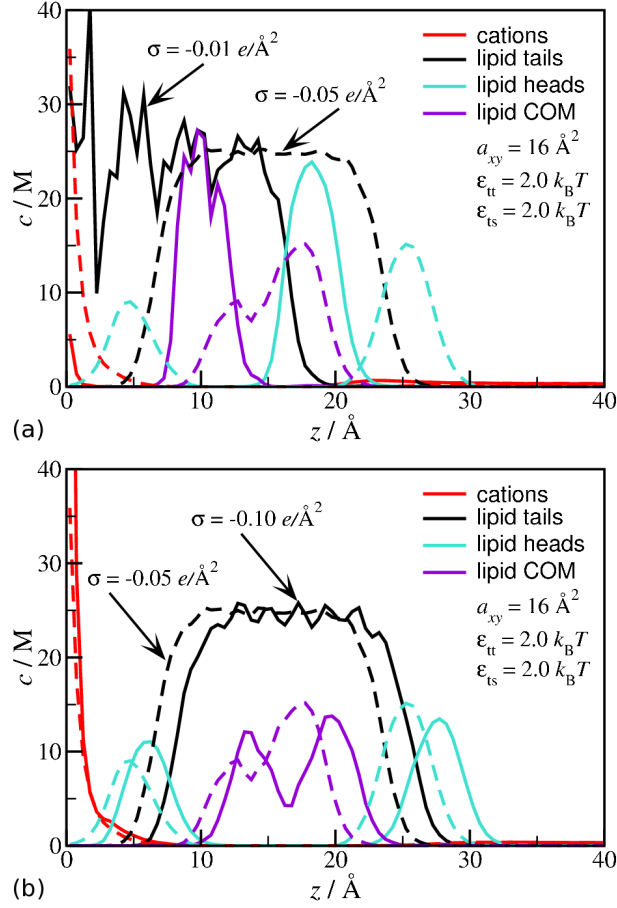 40
30
20
10
0
c / M
σ = -0.01 e/Å²
σ = -0.05 e/Å²
cations
lipid tails
lipid heads
lipid COM
a_xy = 16 Å²
ε_tt = 2.0 k_BT
ε_ts = 2.0 k_BT
0 10 20 30 40
(a)
z / Å
40
30
20
10
0
c / M
σ = -0.10 e/Å²
σ = -0.05 e/Å²
cations
lipid tails
lipid heads
lipid COM
a_xy = 16 Å²
ε_tt = 2.0 k_BT
ε_ts = 2.0 k_BT
0 10 20 30 40
(b)
z / Å